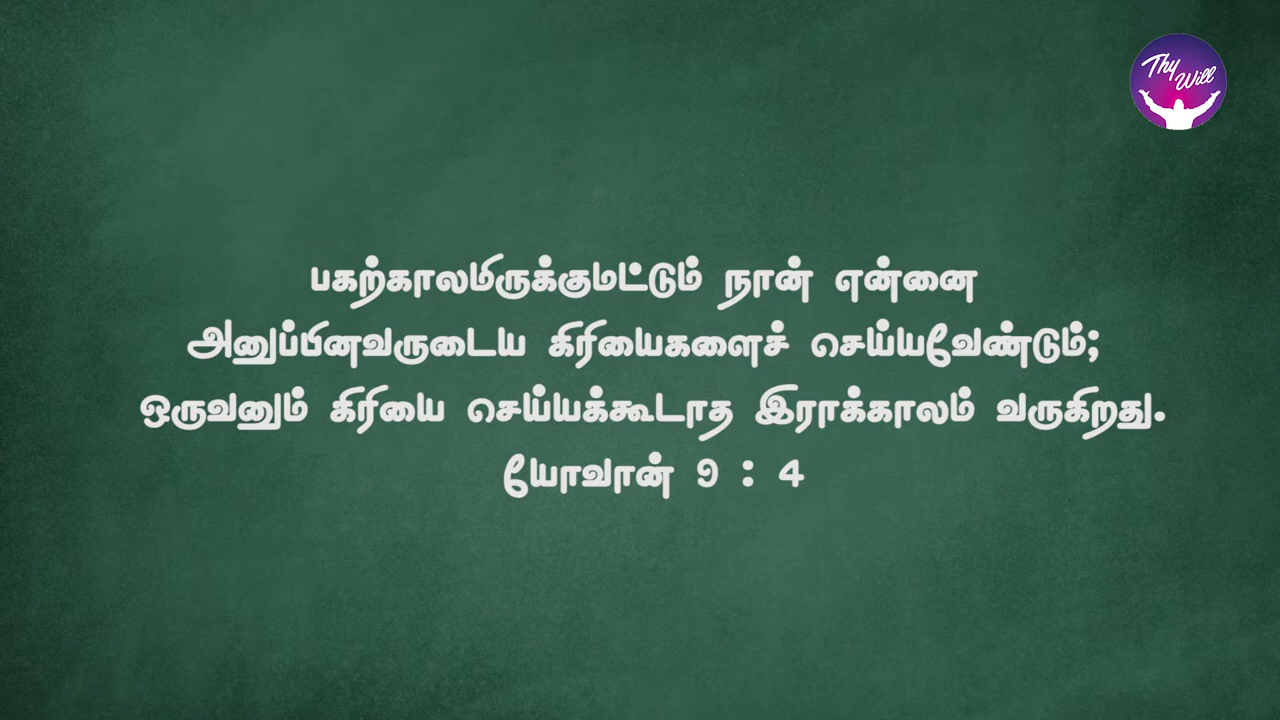 Thy Will
பகற்காலமிருக்குமட்டும் நான் என்னை
அனுப்பினவருடைய கிரியைகளைச் செய்யவேண்டும்;
ஒருவனும் கிரியை செய்யக்கூடாத இராக்காலம் வருகிறது.
யோவான் 9 : 4